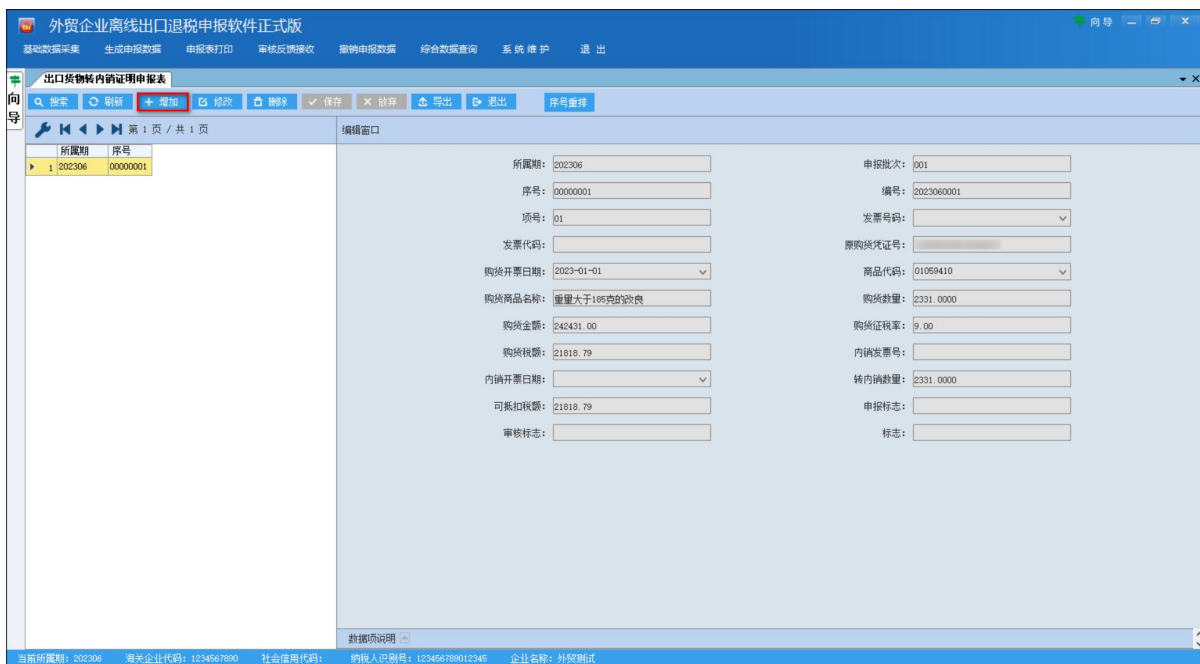 外贸企业离线出口退税申报软件正式版 向导
基础数据采集 生成申报数据 申报表打印 审核反馈接收 撤销申报数据 综合数据查询 系统维护 退出
向导
出口货物转内销证明申报表
搜索 刷新 增加 修改 删除 保存 放弃 导出 退出 序号重排
第 1 页 / 共 1 页 编辑窗口
所属期 序号
1 202306 00000001
所属期: 202306 申报批次: 001
序号: 00000001 编号: 2023060001
项号: 01 发票号码:
发票代码: 原购货凭证号:
购货开票日期: 2023-01-01 商品代码: 01059410
购货商品名称: 重量大于185克的改良 购货数量: 2331.0000
购货金额: 242431.00 购货征税率: 9.00
购货税额: 21818.79 内销发票号:
内销开票日期: 转内销数量: 2331.0000
可抵扣税额: 21818.79 申报标志:
审核标志: 标志:
数据项说明
当前所属期: 202306 海关企业代码: 1234567890 社会信用代码: 纳税人识别号: 123456789012345 企业名称: 外贸测试